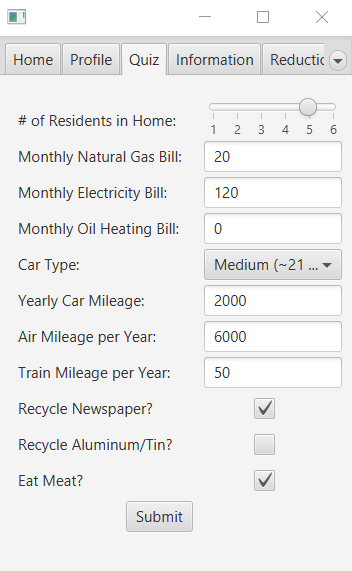 Home Profile Quiz Information Reductio
# of Residents in Home:
1 2 3 4 5 6
Monthly Natural Gas Bill: 20
Monthly Electricity Bill: 120
Monthly Oil Heating Bill: 0
Car Type: Medium (~21 ...
Yearly Car Mileage: 2000
Air Mileage per Year: 6000
Train Mileage per Year: 50
Recycle Newspaper?
Recycle Aluminum/Tin?
Eat Meat?
Submit